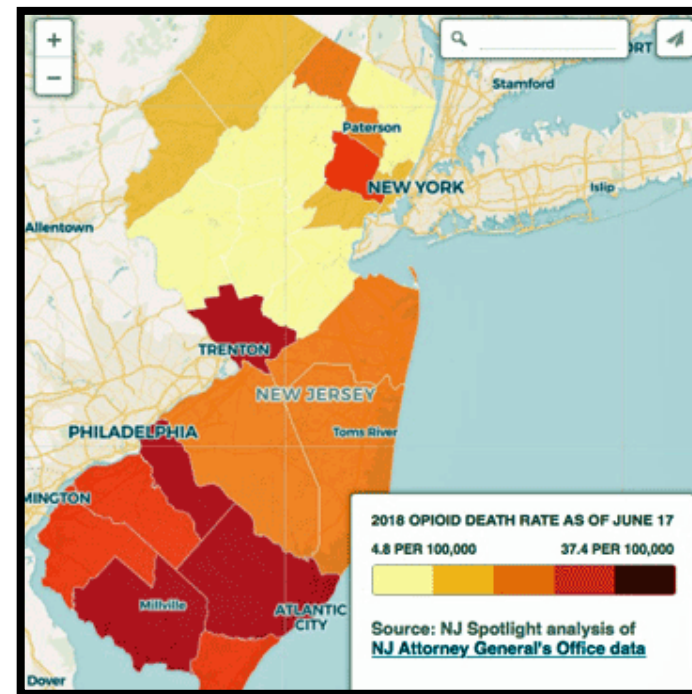 +
−
RT
Stamford
Paterson
NEW YORK
Islip
Allentown
TRENTON
NEW JERSEY
PHILADELPHIA
Toms River
MINGTON
2018 OPIOID DEATH RATE AS OF JUNE 17
4.8 PER 100,000 37.4 PER 100,000
Millville
ATLANTIC
CITY
Source: NJ Spotlight analysis of
NJ Attorney General's Office data
Dover